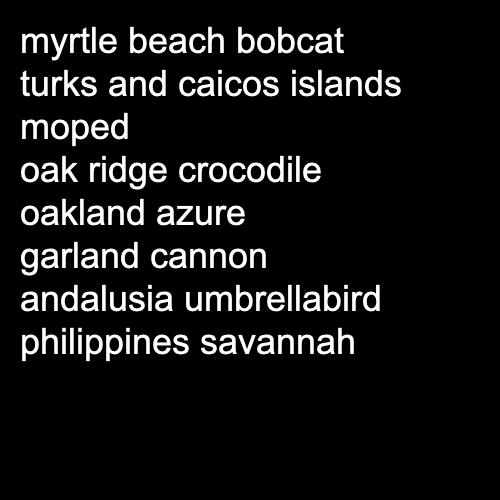 myrtle beach bobcat
turks and caicos islands
moped
oak ridge crocodile
oakland azure
garland cannon
andalusia umbrellabird
philippines savannah